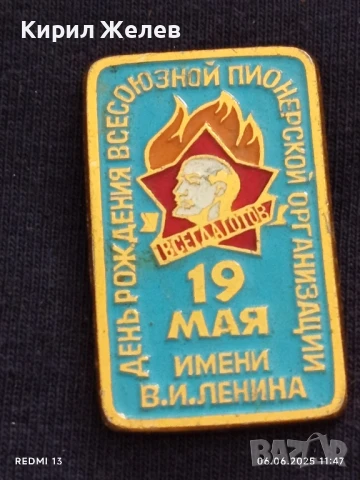 Кирил Желев
ДЕНЬ РОЖДЕНИЯ ВСЕСОЮЗНОЙ ПИОНЕРСКОЙ ОРГАНИЗАЦИИ
ВСЕГДА ГОТОВ
19
МАЯ
ИМЕНИ
В.И.ЛЕНИНА
REDMI 13
06.06.2025 11:47
BAZAR